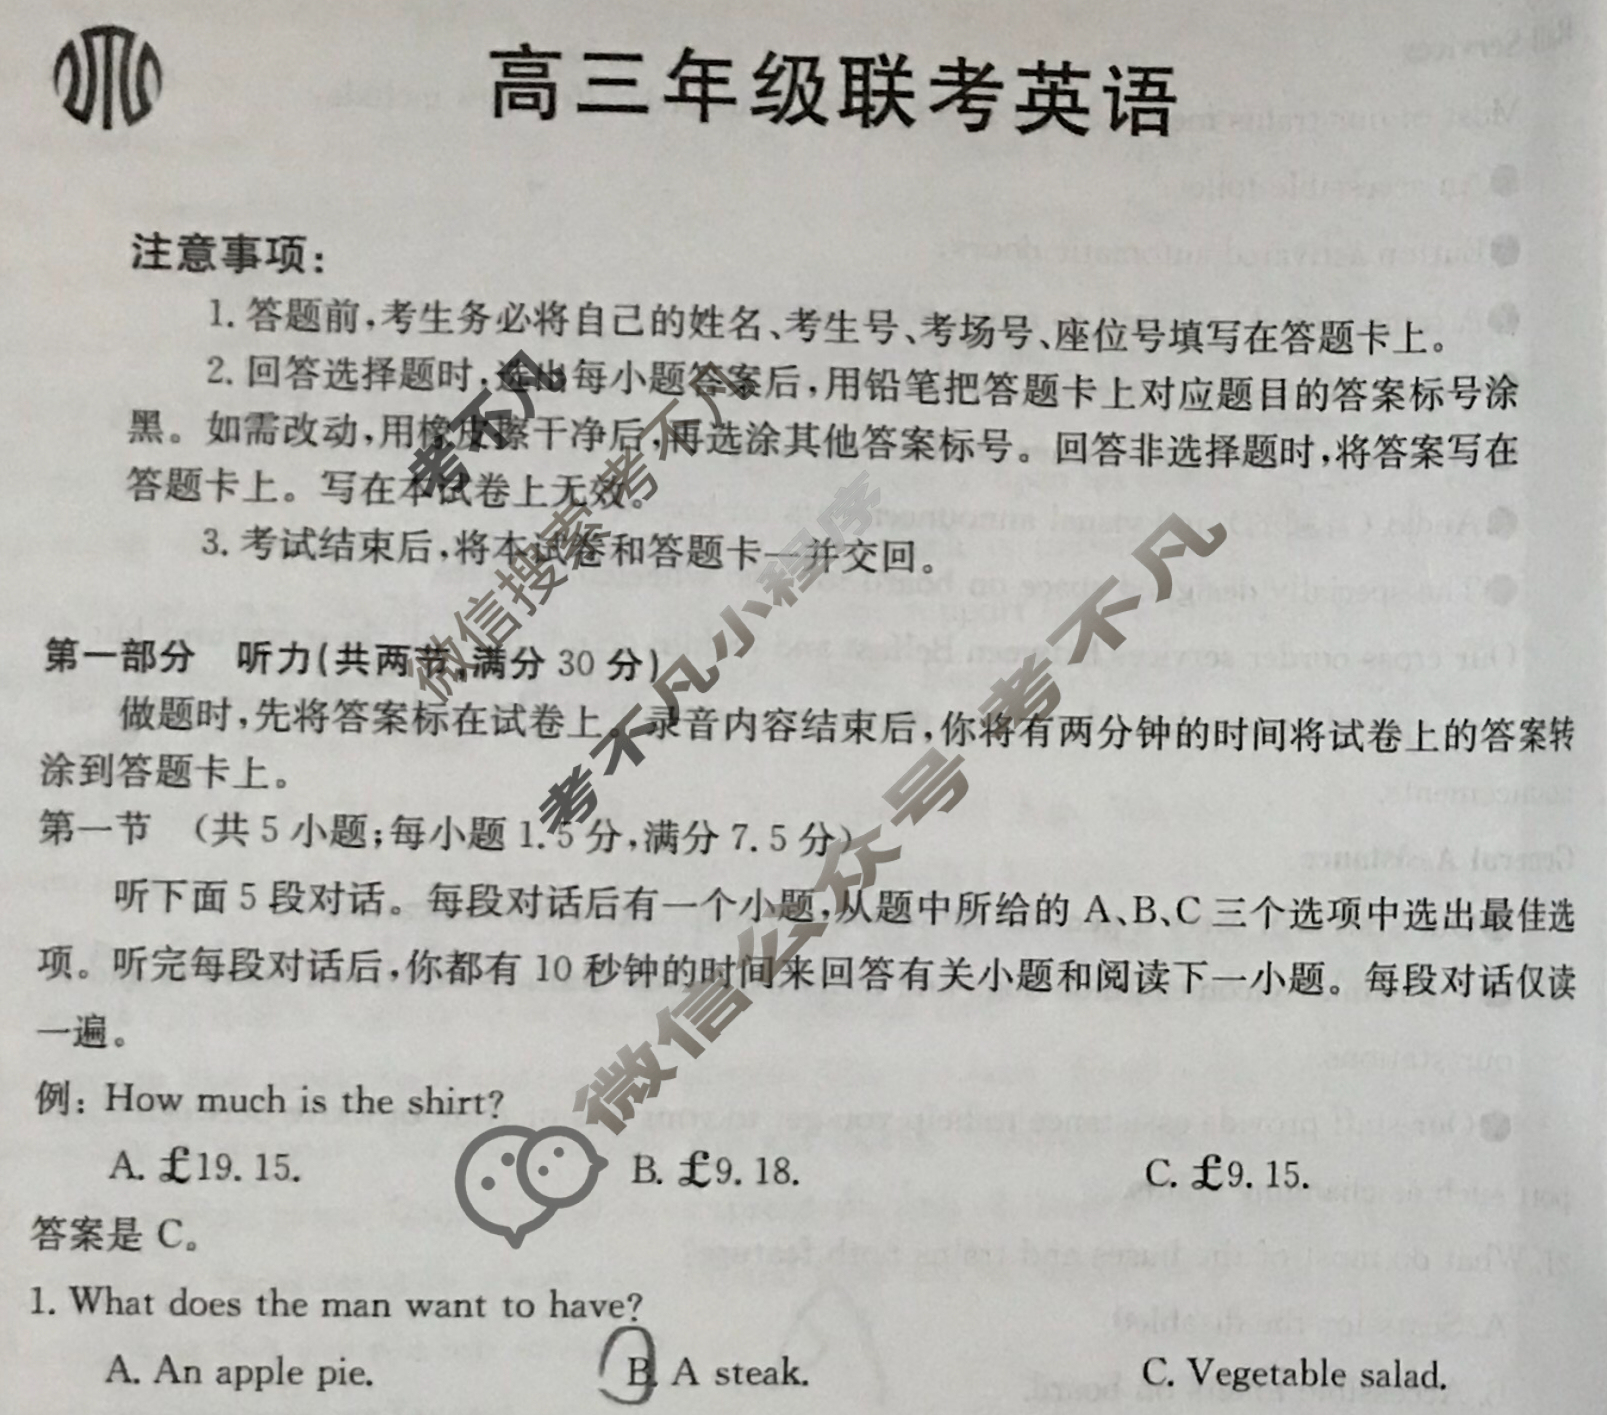 高三年级联考英语
注意事项:
1. 答题前,考生务必将自己的姓名、考生号、考场号、座位号填写在答题卡上。
2. 回答选择题时,选出每小题答案后,用铅笔把答题卡上对应题目的答案标号涂
黑。如需改动,用橡皮擦干净后,再选涂其他答案标号。回答非选择题时,将答案写在
答题卡上。写在本试卷上无效。
3. 考试结束后,将本试卷和答题卡一并交回。
第一部分 听力(共两节,满分 30 分)
做题时,先将答案标在试卷上。录音内容结束后,你将有两分钟的时间将试卷上的答案转
涂到答题卡上。
第一节 (共 5 小题;每小题 1.5 分,满分 7.5 分)
听下面 5 段对话。每段对话后有一个小题,从题中所给的 A、B、C 三个选项中选出最佳选
项。听完每段对话后,你都有 10 秒钟的时间来回答有关小题和阅读下一小题。每段对话仅读
一遍。
例: How much is the shirt?
A. £19.15. B. £9.18. C. £9.15.
答案是 C。
1. What does the man want to have?
A. An apple pie. B. A steak. C. Vegetable salad.
考不凡
微信搜索考不凡
考不凡小程序
微信公众号 考不凡